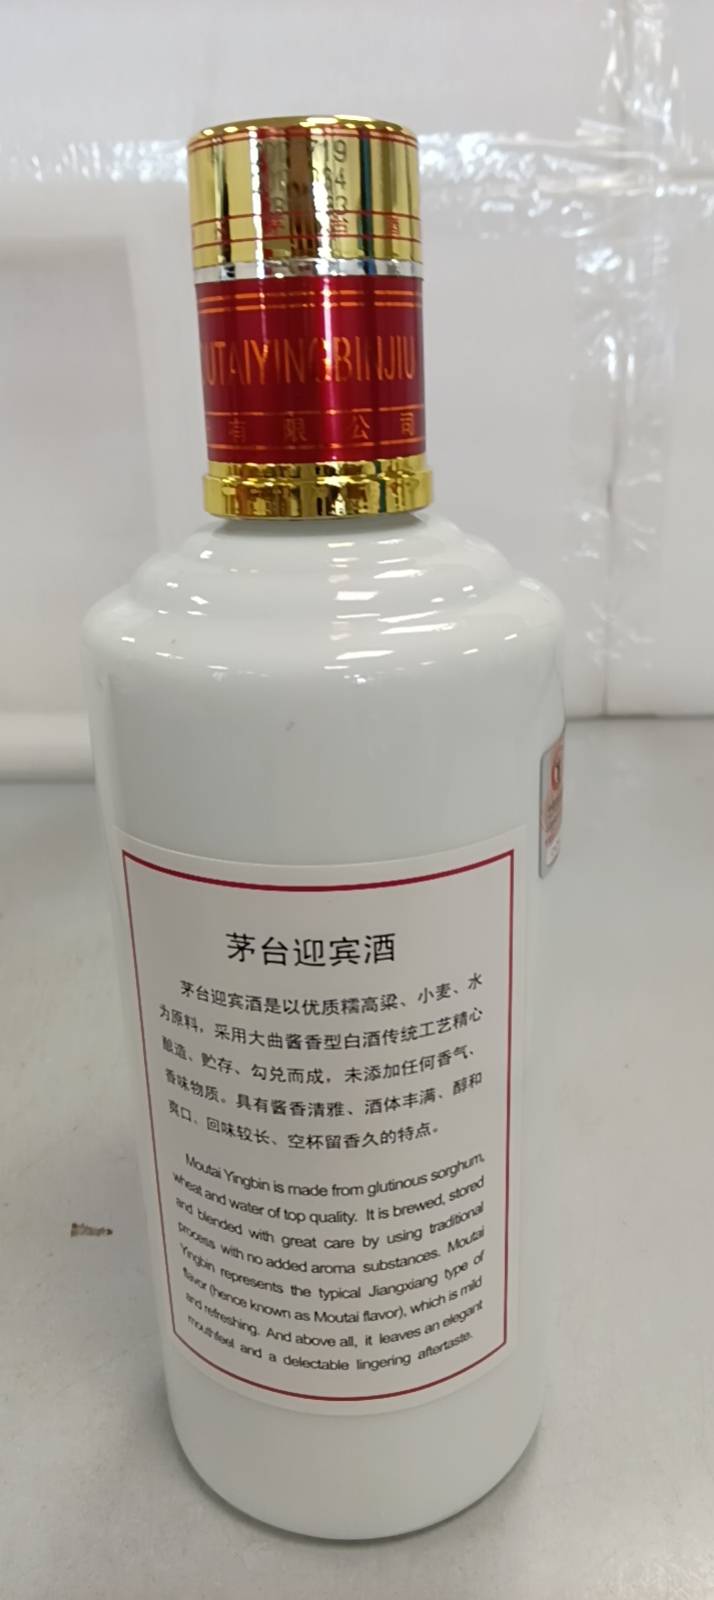 719
酒
UTAIYINGBINJIU
有限公司
茅台迎宾酒
茅台迎宾酒是以优质糯高粱、小麦、水
为原料，采用大曲酱香型白酒传统工艺精心
酿造、贮存、勾兑而成，未添加任何香气、
香味物质。具有酱香清雅、酒体丰满、醇和
爽口、回味较长、空杯留香久的特点。
Moutai Yingbin is made from glutinous sorghum,
wheat and water of top quality. It is brewed, stored
and blended with great care by using traditional
process with no added aroma substances. Moutai
Yingbin represents the typical Jiangxiang type of
flavor (hence known as Moutai flavor), which is mild
and refreshing. And above all, it leaves an elegant
mouthfeel and a delectable lingering aftertaste.